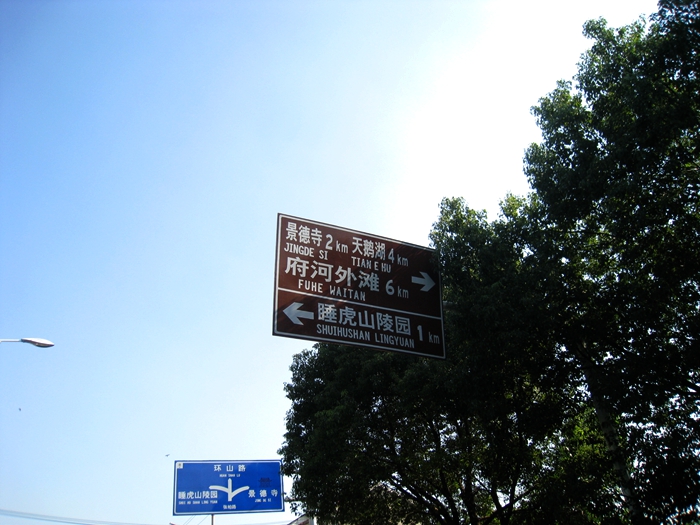 景德寺 2 km 天鹅湖 4 km
JINGDE SI TIAN E HU
府河外滩 6 km
FUHE WAITAN
睡虎山陵园 1 km
SHUIHUSHAN LINGYUAN
环山路
睡虎山陵园 景德寺